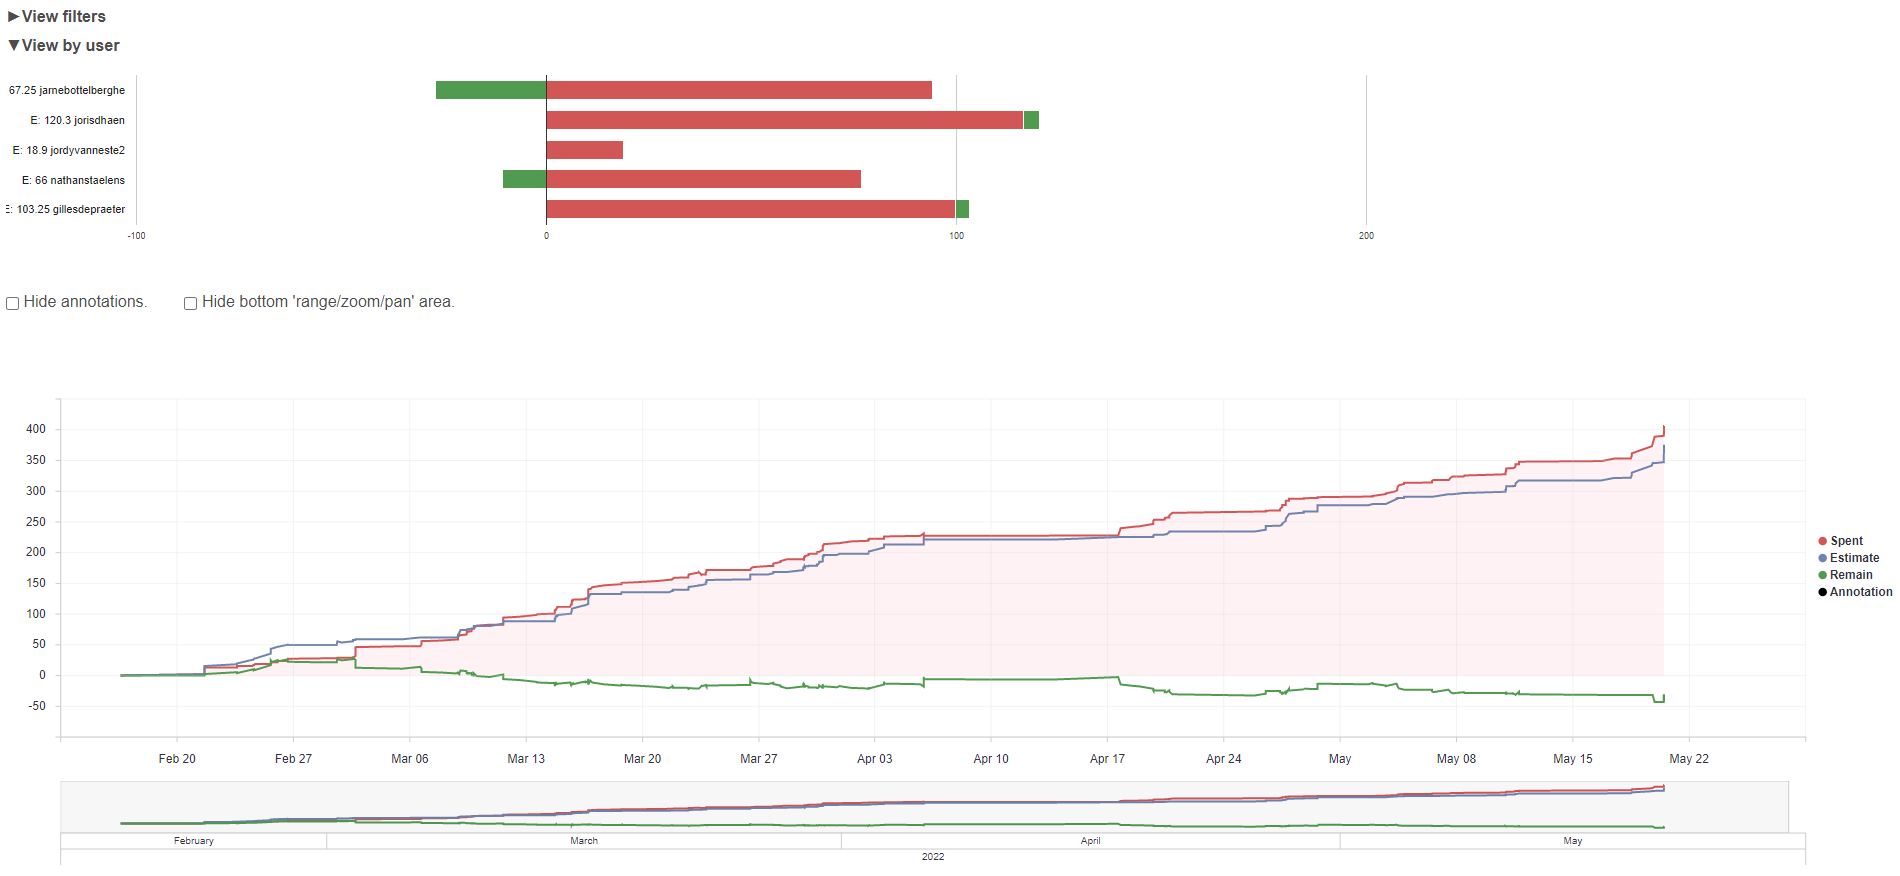 ▶View filters
▼View by user
67.25 jarnebottelberghe
E: 120.3 jorisdhaen
E: 18.9 jordyvanneste2
E: 66 nathanstaelens
E: 103.25 gillesdepraeter
-100 0 100 200
Hide annotations. Hide bottom 'range/zoom/pan' area.
400
350
300
250
200
150
100
50
0
-50
Spent
Estimate
Remain
Annotation
Feb 20 Feb 27 Mar 06 Mar 13 Mar 20 Mar 27 Apr 03 Apr 10 Apr 17 Apr 24 May May 08 May 15 May 22
February March April May
2022